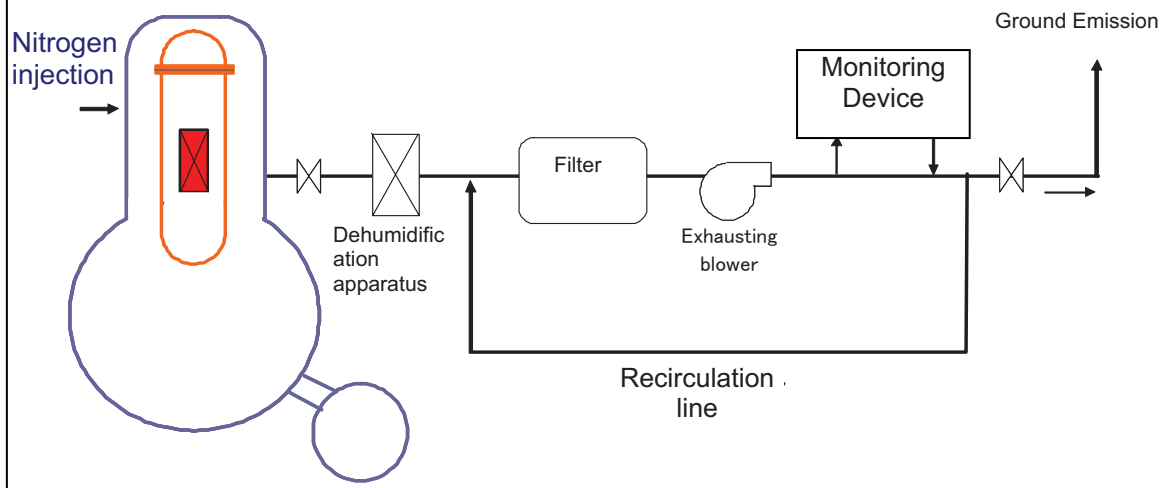 Ground Emission
Nitrogen
injection
Monitoring
Device
Filter
Dehumidific
ation
apparatus
Exhausting
blower
Recirculation
line